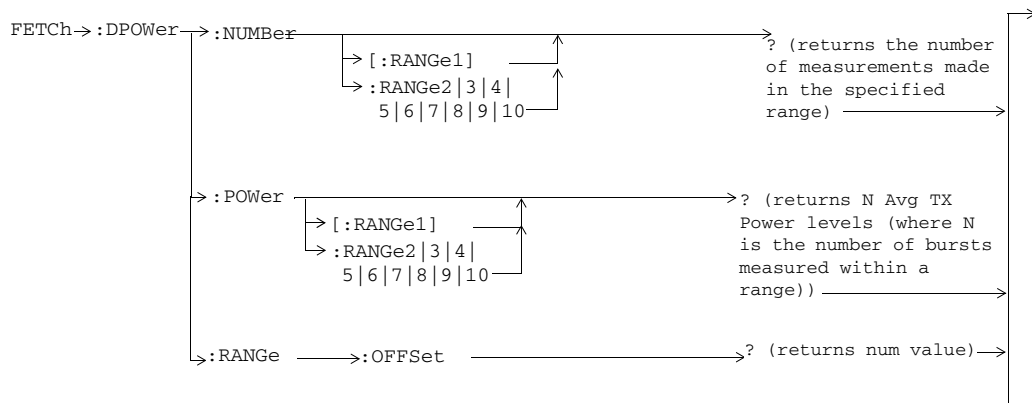 FETCh :DPOWer :NUMBer
[:RANGe1]
:RANGe2|3|4|
5|6|7|8|9|10
? (returns the number
of measurements made
in the specified
range)
:POWer
[:RANGe1]
:RANGe2|3|4|
5|6|7|8|9|10
? (returns N Avg TX
Power levels (where N
is the number of bursts
measured within a
range))
:RANGe :OFFSet ? (returns num value)